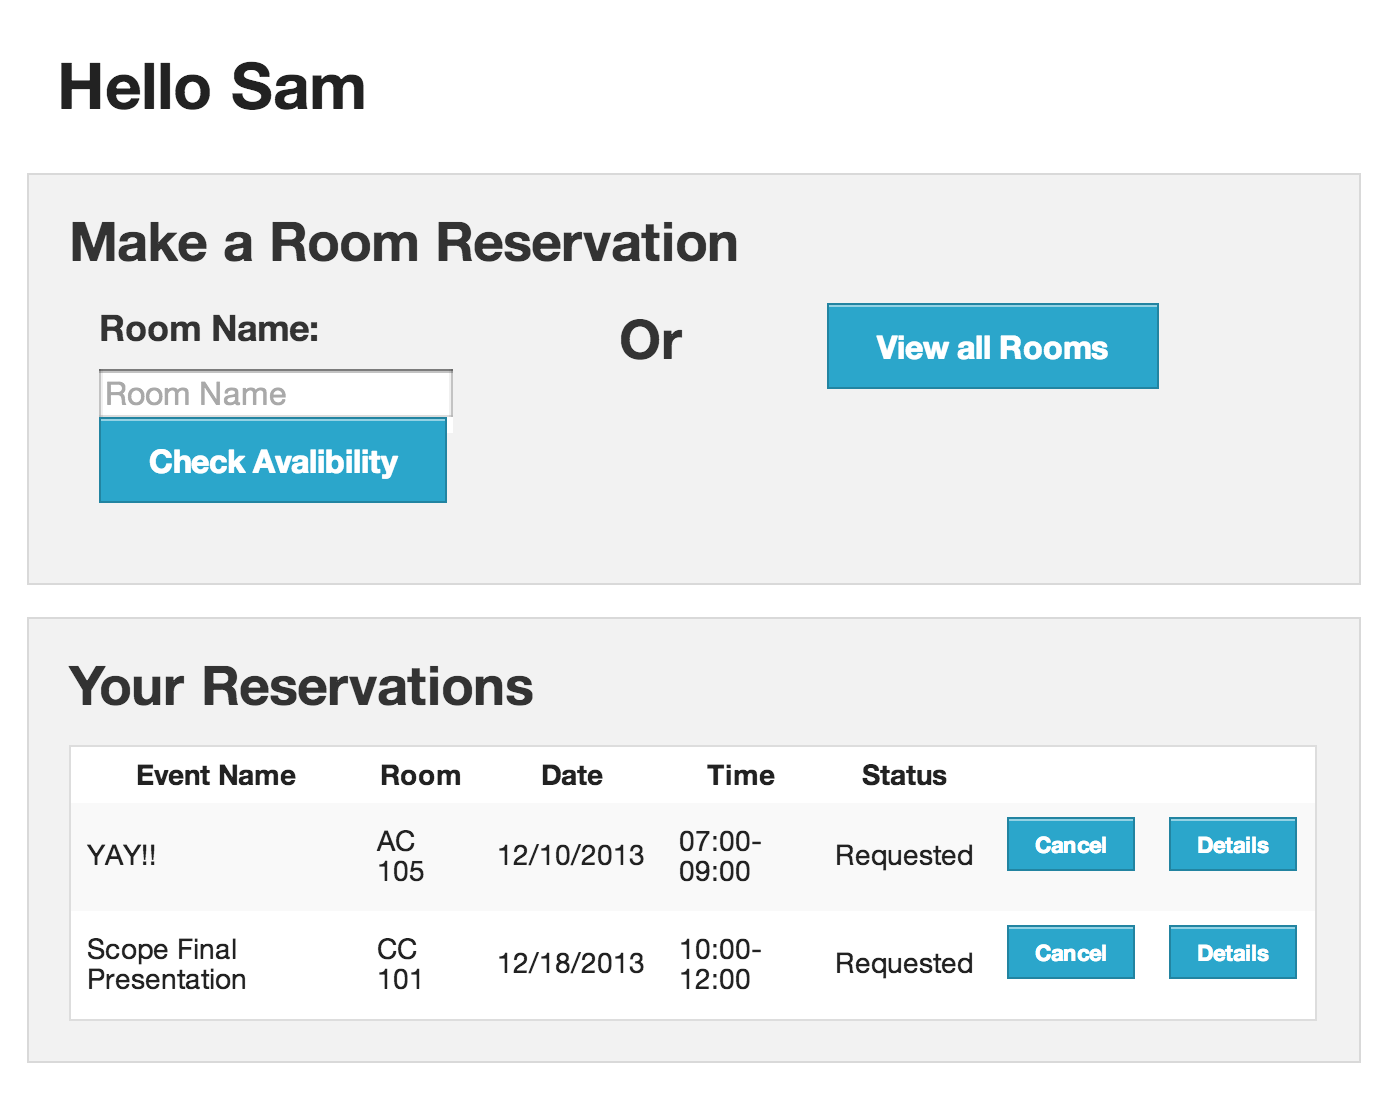 Hello Sam
Make a Room Reservation
Room Name:
Room Name
Check Avalibility
Or
View all Rooms
Your Reservations
Event Name Room Date Time Status
YAY!! AC 105 12/10/2013 07:00-09:00 Requested Cancel Details
Scope Final Presentation CC 101 12/18/2013 10:00-12:00 Requested Cancel Details